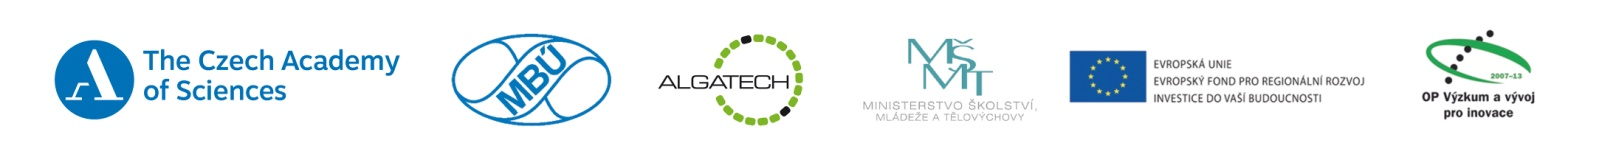 The Czech Academy
of Sciences
MBÚ
ALGATECH
MŠMT
MINISTERSTVO ŠKOLSTVÍ,
MLÁDEŽE A TĚLOVÝCHOVY
EVROPSKÁ UNIE
EVROPSKÝ FOND PRO REGIONÁLNÍ ROZVOJ
INVESTICE DO VAŠÍ BUDOUCNOSTI
2007–13
OP Výzkum a vývoj
pro inovace